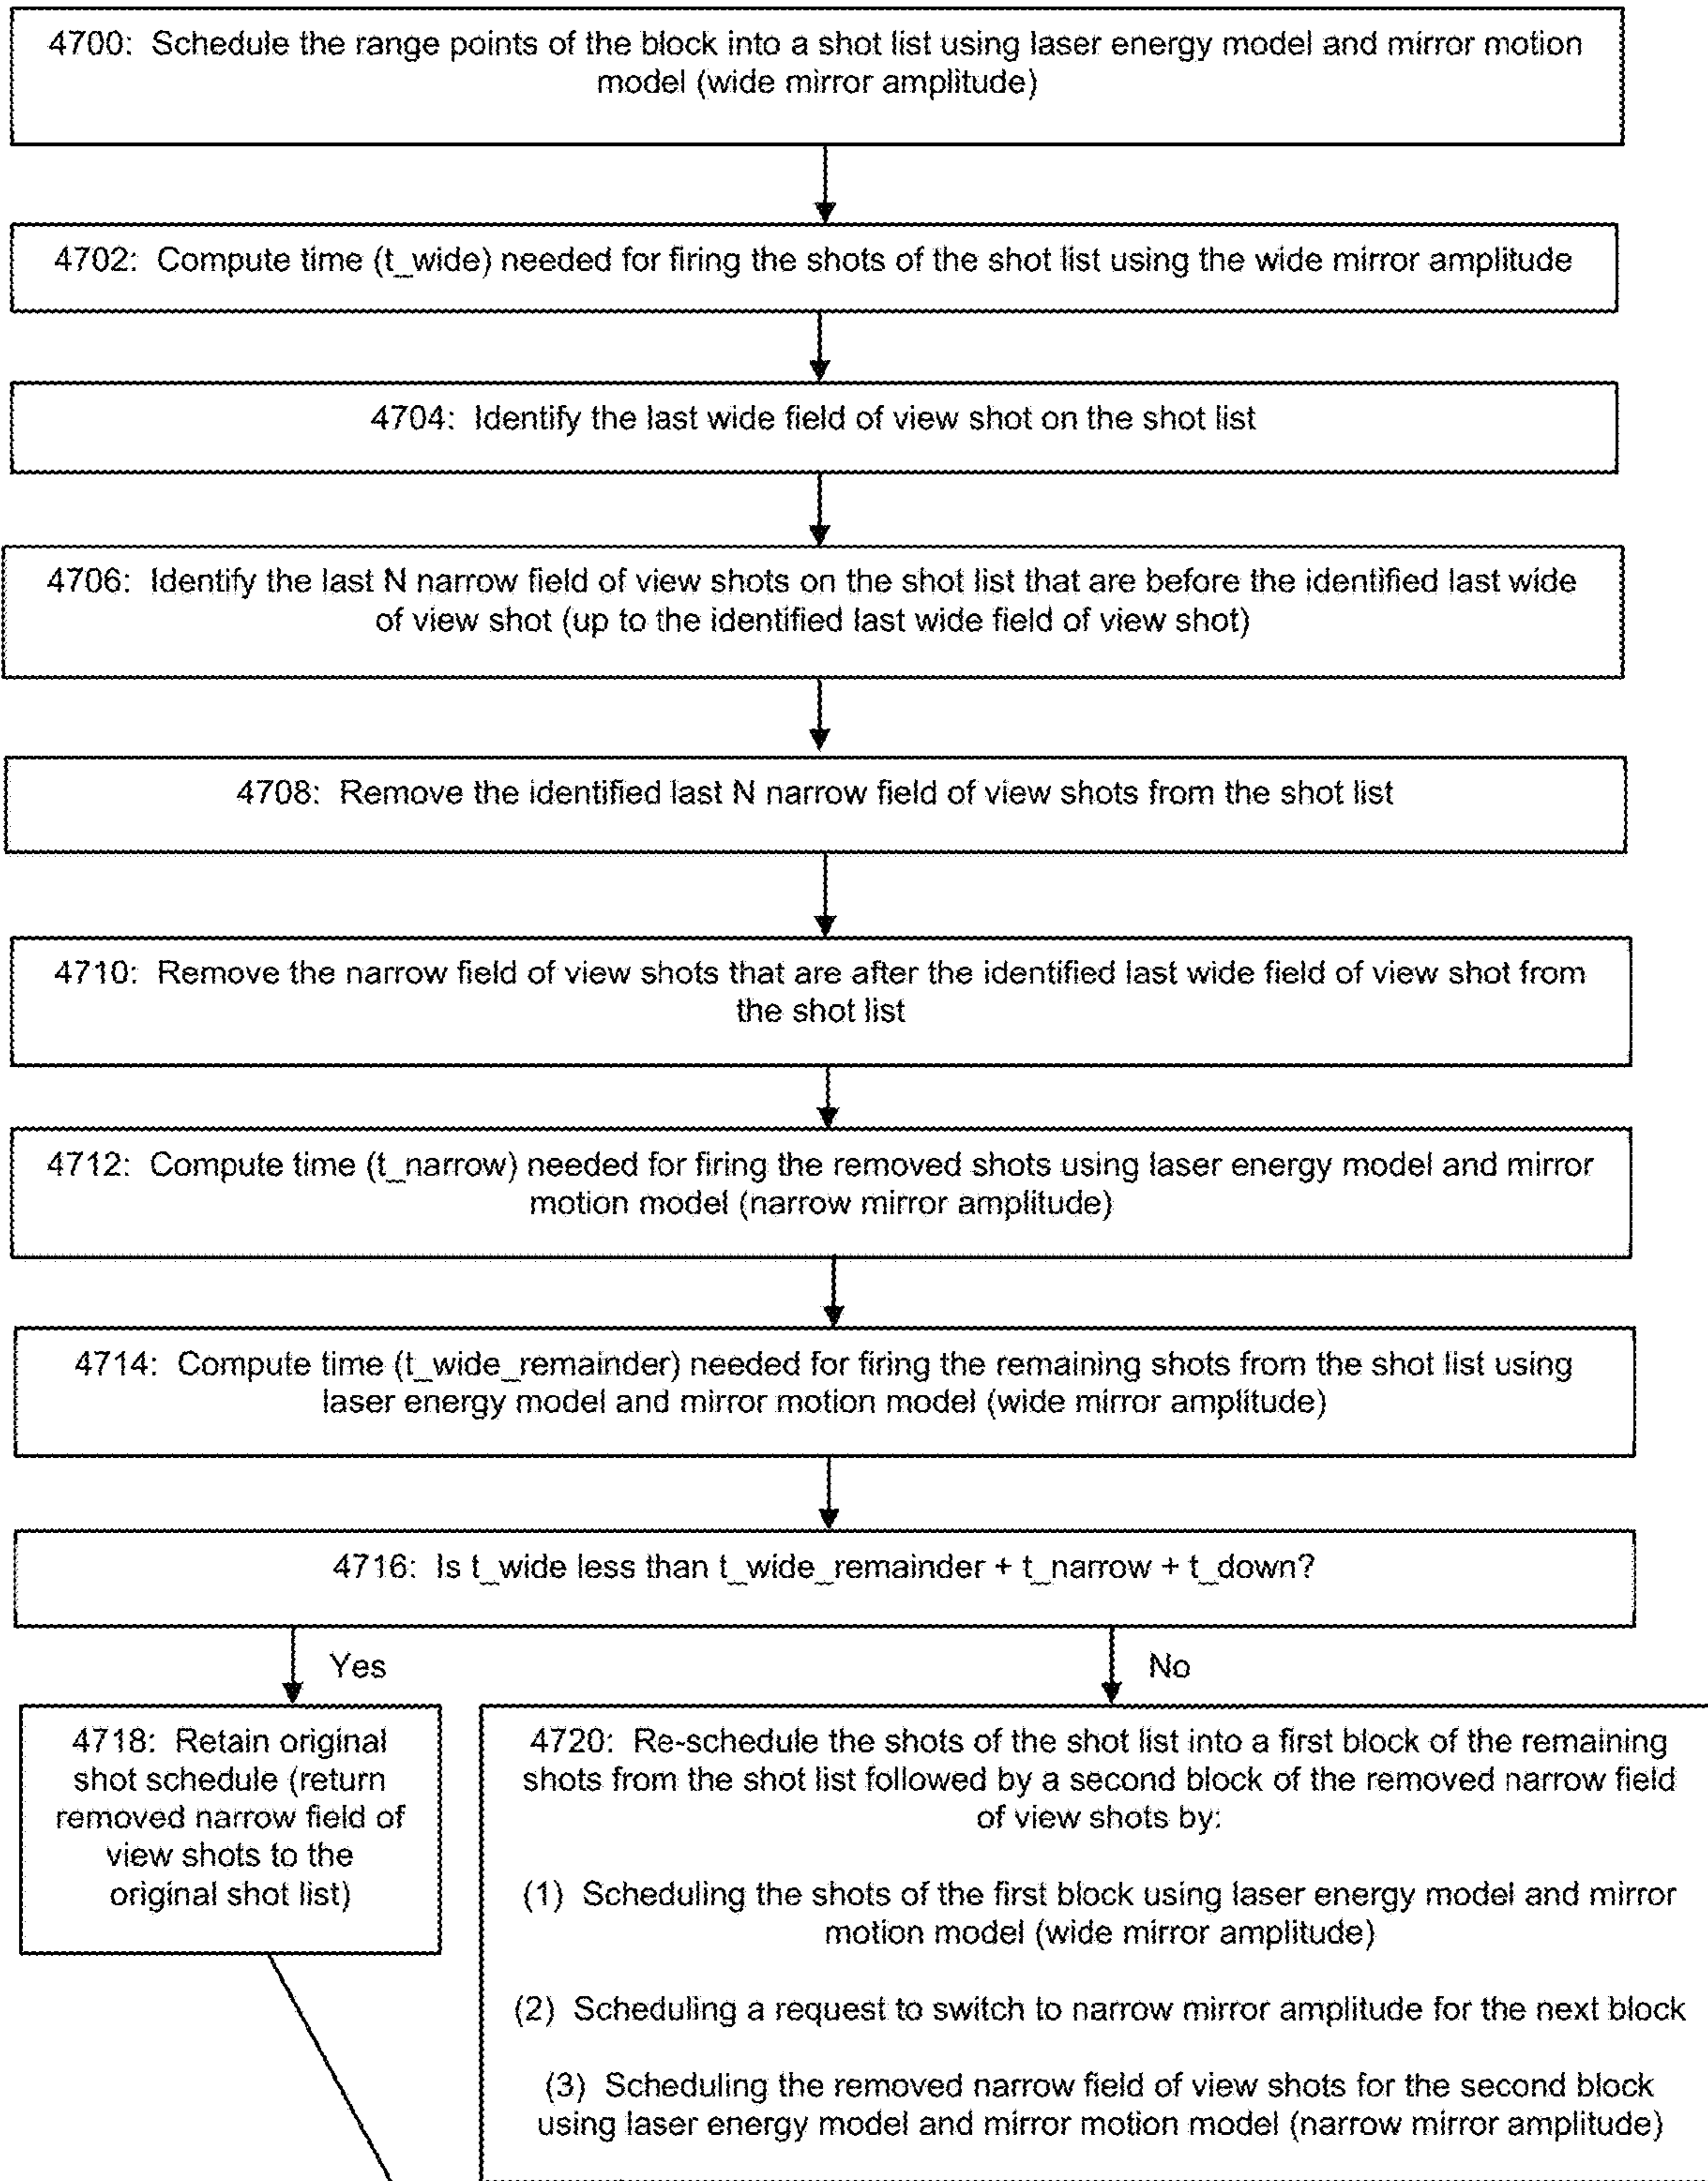 4700: Schedule the range points of the block into a shot list using laser energy model and mirror motion
model (wide mirror amplitude)
4702: Compute time (t_wide) needed for firing the shots of the shot list using the wide mirror amplitude
4704: Identify the last wide field of view shot on the shot list
4706: Identify the last N narrow field of view shots on the shot list that are before the identified last wide
of view shot (up to the identified last wide field of view shot)
4708: Remove the identified last N narrow field of view shots from the shot list
4710: Remove the narrow field of view shots that are after the identified last wide field of view shot from
the shot list
4712: Compute time (t_narrow) needed for firing the removed shots using laser energy model and mirror
motion model (narrow mirror amplitude)
4714: Compute time (t_wide_remainder) needed for firing the remaining shots from the shot list using
laser energy model and mirror motion model (wide mirror amplitude)
4716: Is t_wide less than t_wide_remainder + t_narrow + t_down?
Yes
No
4718: Retain original
shot schedule (return
removed narrow field of
view shots to the
original shot list)
4720: Re-schedule the shots of the shot list into a first block of the remaining
shots from the shot list followed by a second block of the removed narrow field
of view shots by:
(1) Scheduling the shots of the first block using laser energy model and mirror
motion model (wide mirror amplitude)
(2) Scheduling a request to switch to narrow mirror amplitude for the next block
(3) Scheduling the removed narrow field of view shots for the second block
using laser energy model and mirror motion model (narrow mirror amplitude)